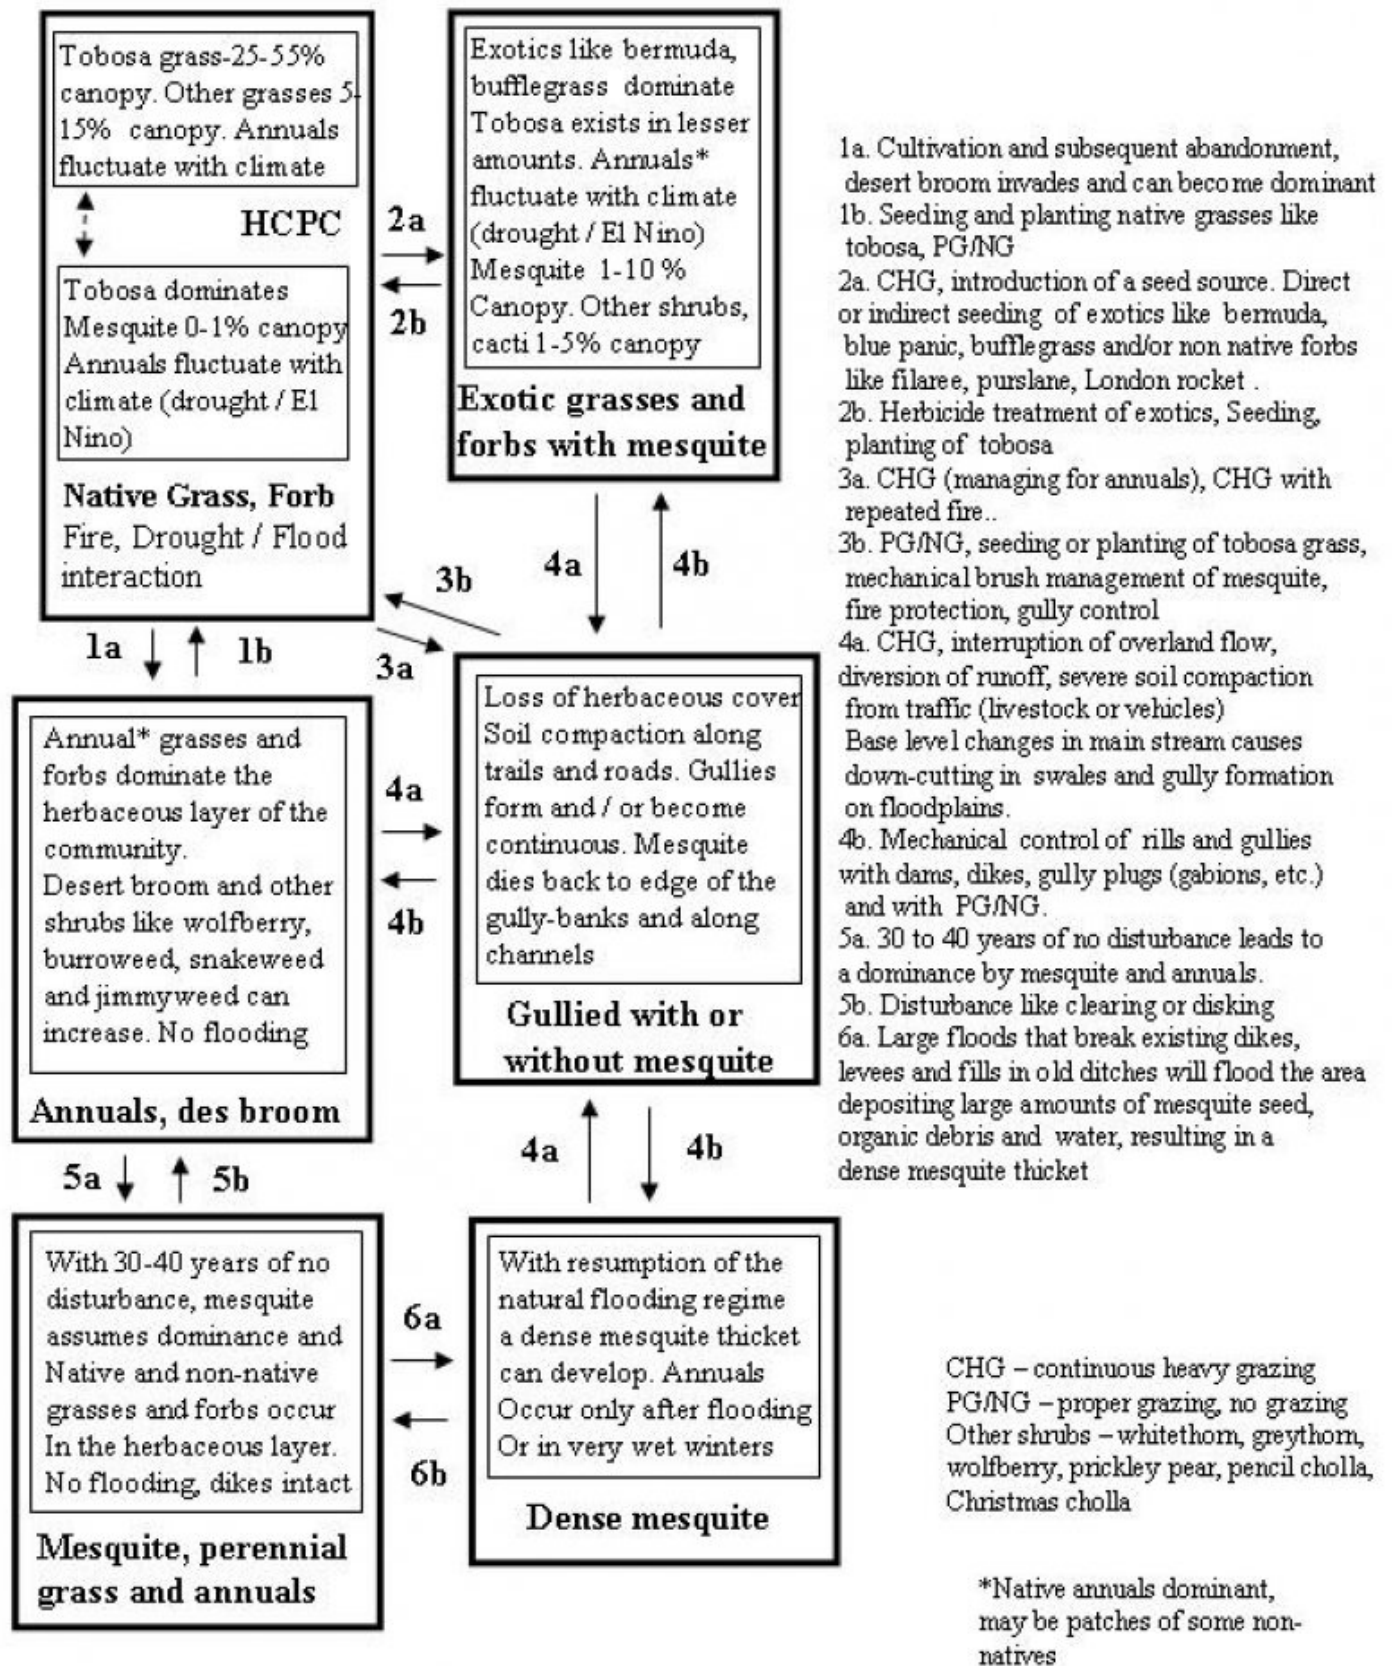 Tobosa grass-25-55%
canopy. Other grasses 5-
15% canopy. Annuals
fluctuate with climate
HCPC
Tobosa dominates
Mesquite 0-1% canopy
Annuals fluctuate with
climate (drought / El
Nino)
Native Grass, Forb
Fire, Drought / Flood
interaction
2a
2b
Exotics like bermuda,
bufflegrass dominate
Tobosa exists in lesser
amounts. Annuals*
fluctuate with climate
(drought / El Nino)
Mesquite 1-10 %
Canopy. Other shrubs,
cacti 1-5% canopy
Exotic grasses and
forbs with mesquite
1a
1b
3b
3a
4a
4b
Annual* grasses and
forbs dominate the
herbaceous layer of the
community.
Desert broom and other
shrubs like wolfberry,
burroweed, snakeweed
and jimmyweed can
increase. No flooding
Annuals, des broom
4a
4b
Loss of herbaceous cover
Soil compaction along
trails and roads. Gullies
form and / or become
continuous. Mesquite
dies back to edge of the
gully-banks and along
channels
Gullied with or
without mesquite
5a
5b
4a
4b
With 30-40 years of no
disturbance, mesquite
assumes dominance and
Native and non-native
grasses and forbs occur
In the herbaceous layer.
No flooding, dikes intact
Mesquite, perennial
grass and annuals
6a
6b
With resumption of the
natural flooding regime
a dense mesquite thicket
can develop. Annuals
Occur only after flooding
Or in very wet winters
Dense mesquite
1a. Cultivation and subsequent abandonment,
desert broom invades and can become dominant
1b. Seeding and planting native grasses like
tobosa, PG/NG
2a. CHG, introduction of a seed source. Direct
or indirect seeding of exotics like bermuda,
blue panic, bufflegrass and/or non native forbs
like filaree, purslane, London rocket .
2b. Herbicide treatment of exotics, Seeding,
planting of tobosa
3a. CHG (managing for annuals), CHG with
repeated fire..
3b. PG/NG, seeding or planting of tobosa grass,
mechanical brush management of mesquite,
fire protection, gully control
4a. CHG, interruption of overland flow,
diversion of runoff, severe soil compaction
from traffic (livestock or vehicles)
Base level changes in main stream causes
down-cutting in swales and gully formation
on floodplains.
4b. Mechanical control of rills and gullies
with dams, dikes, gully plugs (gabions, etc.)
and with PG/NG.
5a. 30 to 40 years of no disturbance leads to
a dominance by mesquite and annuals.
5b. Disturbance like clearing or disking
6a. Large floods that break existing dikes,
levees and fills in old ditches will flood the area
depositing large amounts of mesquite seed,
organic debris and water, resulting in a
dense mesquite thicket
CHG – continuous heavy grazing
PG/NG – proper grazing, no grazing
Other shrubs – whitethorn, greythorn,
wolfberry, prickley pear, pencil cholla,
Christmas cholla
*Native annuals dominant,
may be patches of some non-
natives